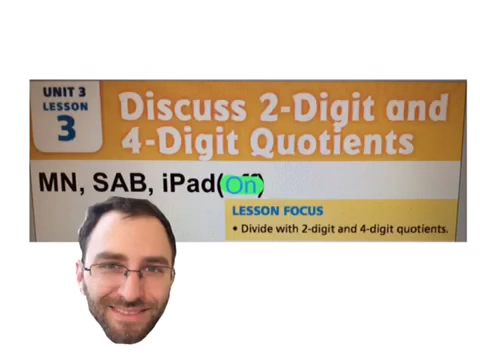 UNIT 3
LESSON
3
Discuss 2-Digit and
4-Digit Quotients
MN, SAB, iPad(On)
LESSON FOCUS
• Divide with 2-digit and 4-digit quotients.